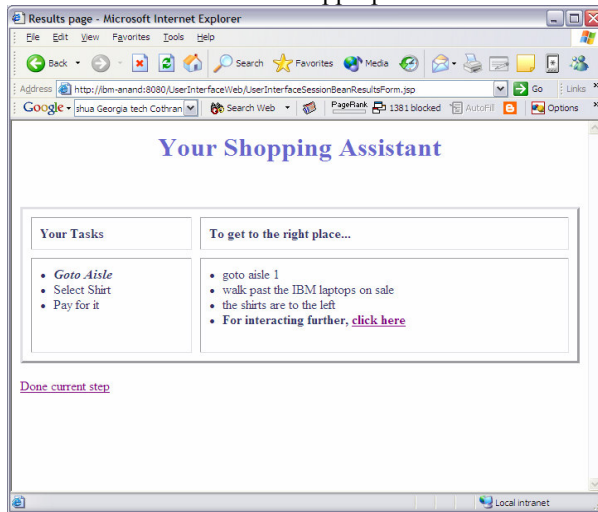 Results page - Microsoft Internet Explorer
File Edit View Favorites Tools Help
Back Search Favorites Media
Address http://ibm-anand:8080/UserInterfaceWeb/UserInterfaceSessionBeanResultsForm.jsp Go Links »
Google shua Georgia tech Cothran Search Web PageRank 1381 blocked AutoFill Options »
Your Shopping Assistant
Your Tasks To get to the right place...
• Goto Aisle • goto aisle 1
• Select Shirt • walk past the IBM laptops on sale
• Pay for it • the shirts are to the left
• For interacting further, click here
Done current step
Local intranet